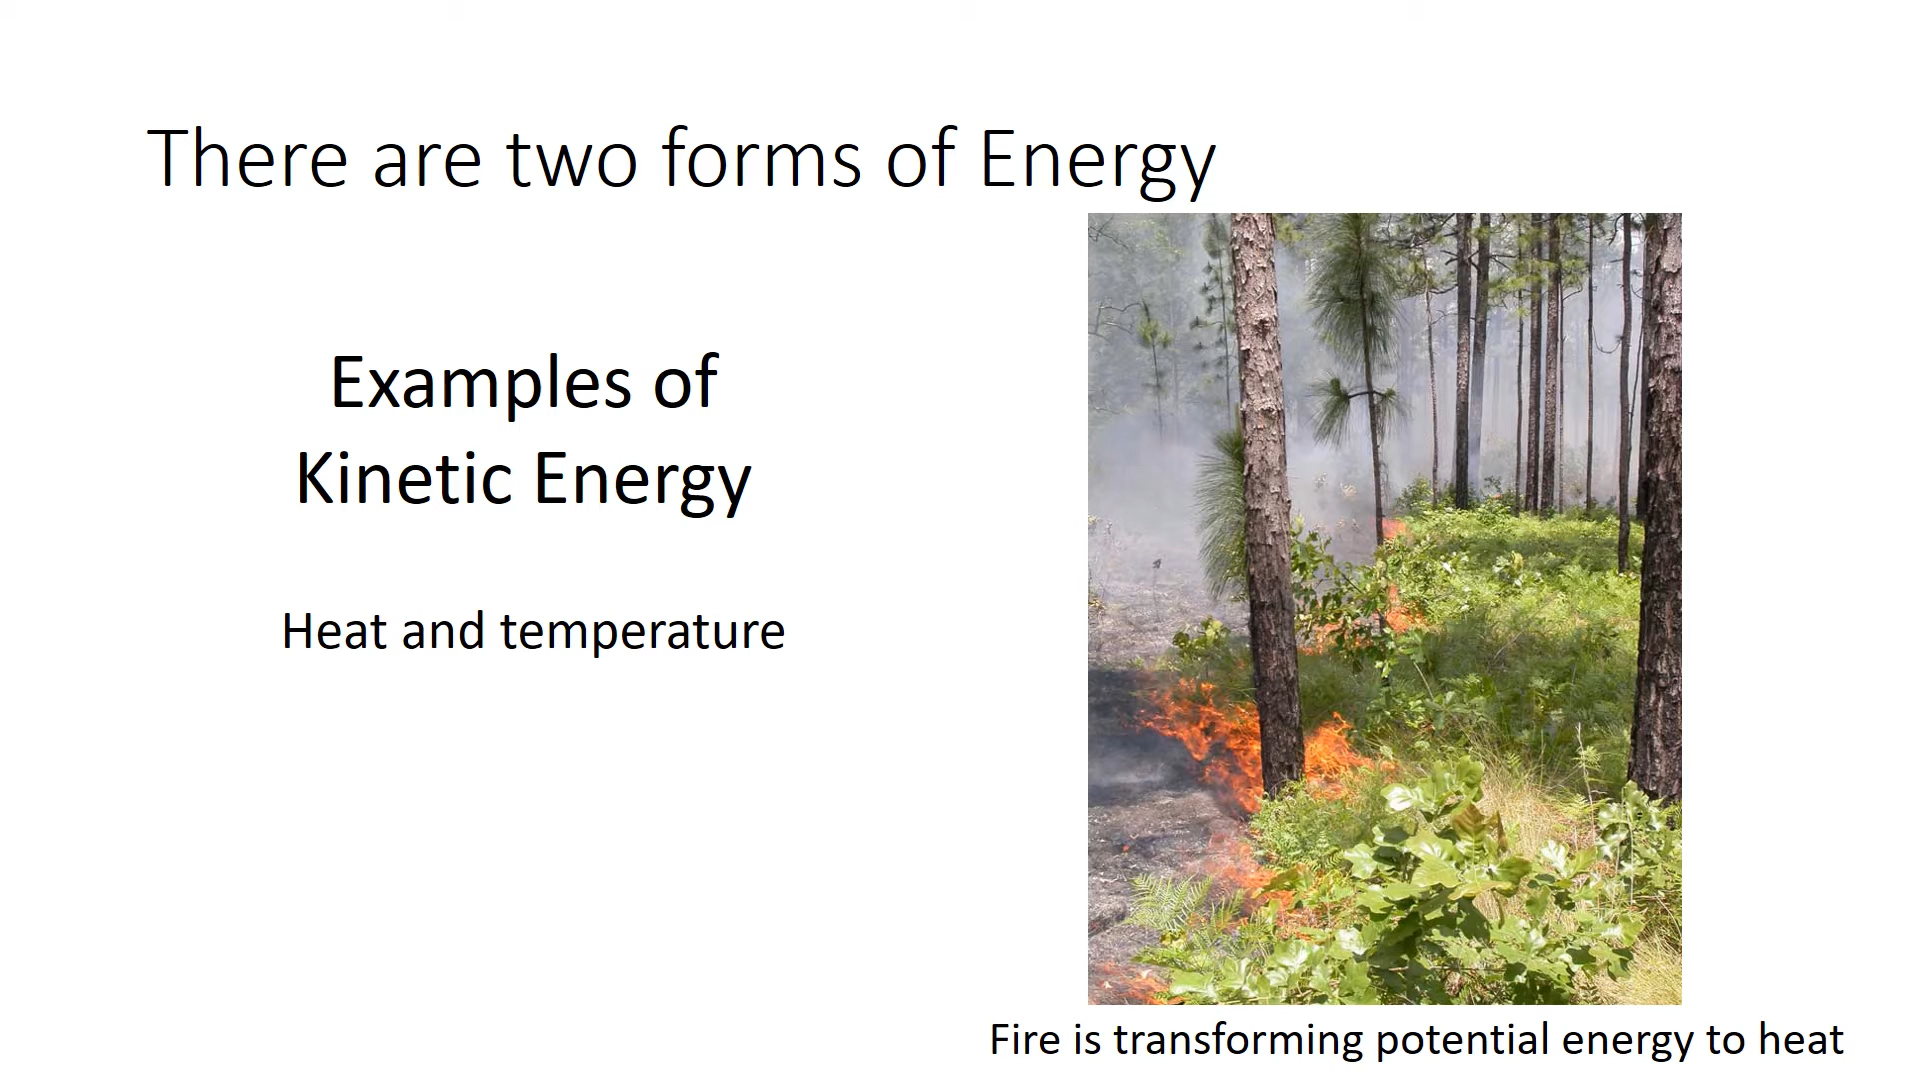 There are two forms of Energy
Examples of
Kinetic Energy
Heat and temperature
Fire is transforming potential energy to heat